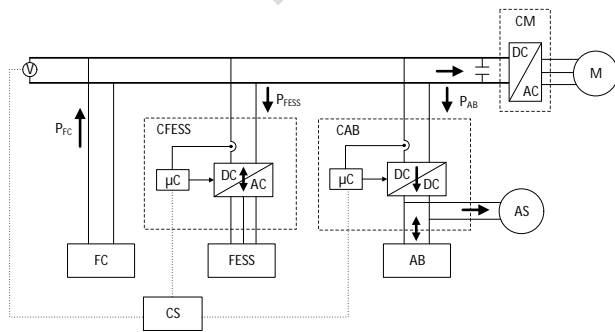 CM
DC
AC
M
V
P_FC
P_FESS
P_AB
CFESS
CAB
µC
DC
AC
µC
DC
DC
AS
FC
FESS
AB
CS